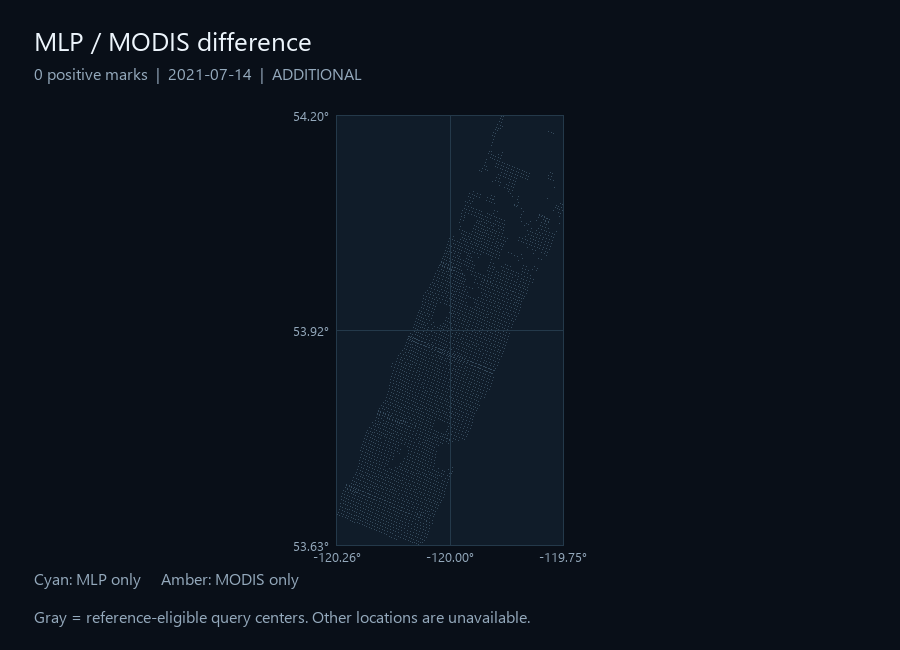 MLP / MODIS difference
0 positive marks | 2021-07-14 | ADDITIONAL
54.20°
53.92°
53.63°
-120.26° -120.00° -119.75°
Cyan: MLP only Amber: MODIS only
Gray = reference-eligible query centers. Other locations are unavailable.